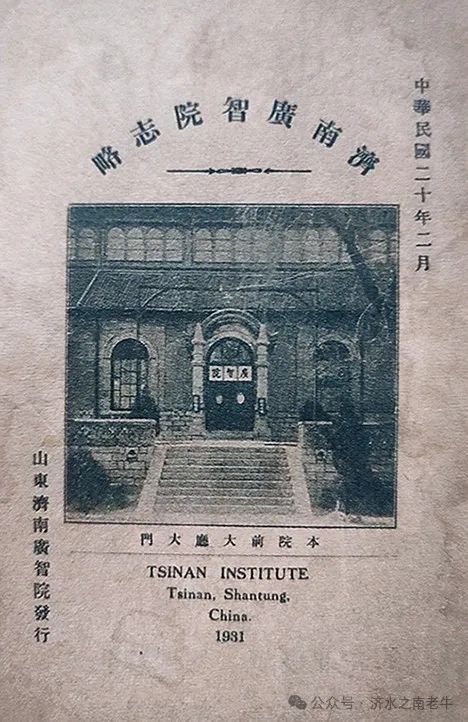 中華民國二十年二月
濟南廣智院志略
廣智院
本院前大廳大門
山東濟南廣智院發行
TSINAN INSTITUTE
Tsinan, Shantung,
China.
1931
公众号 · 济水之南老牛